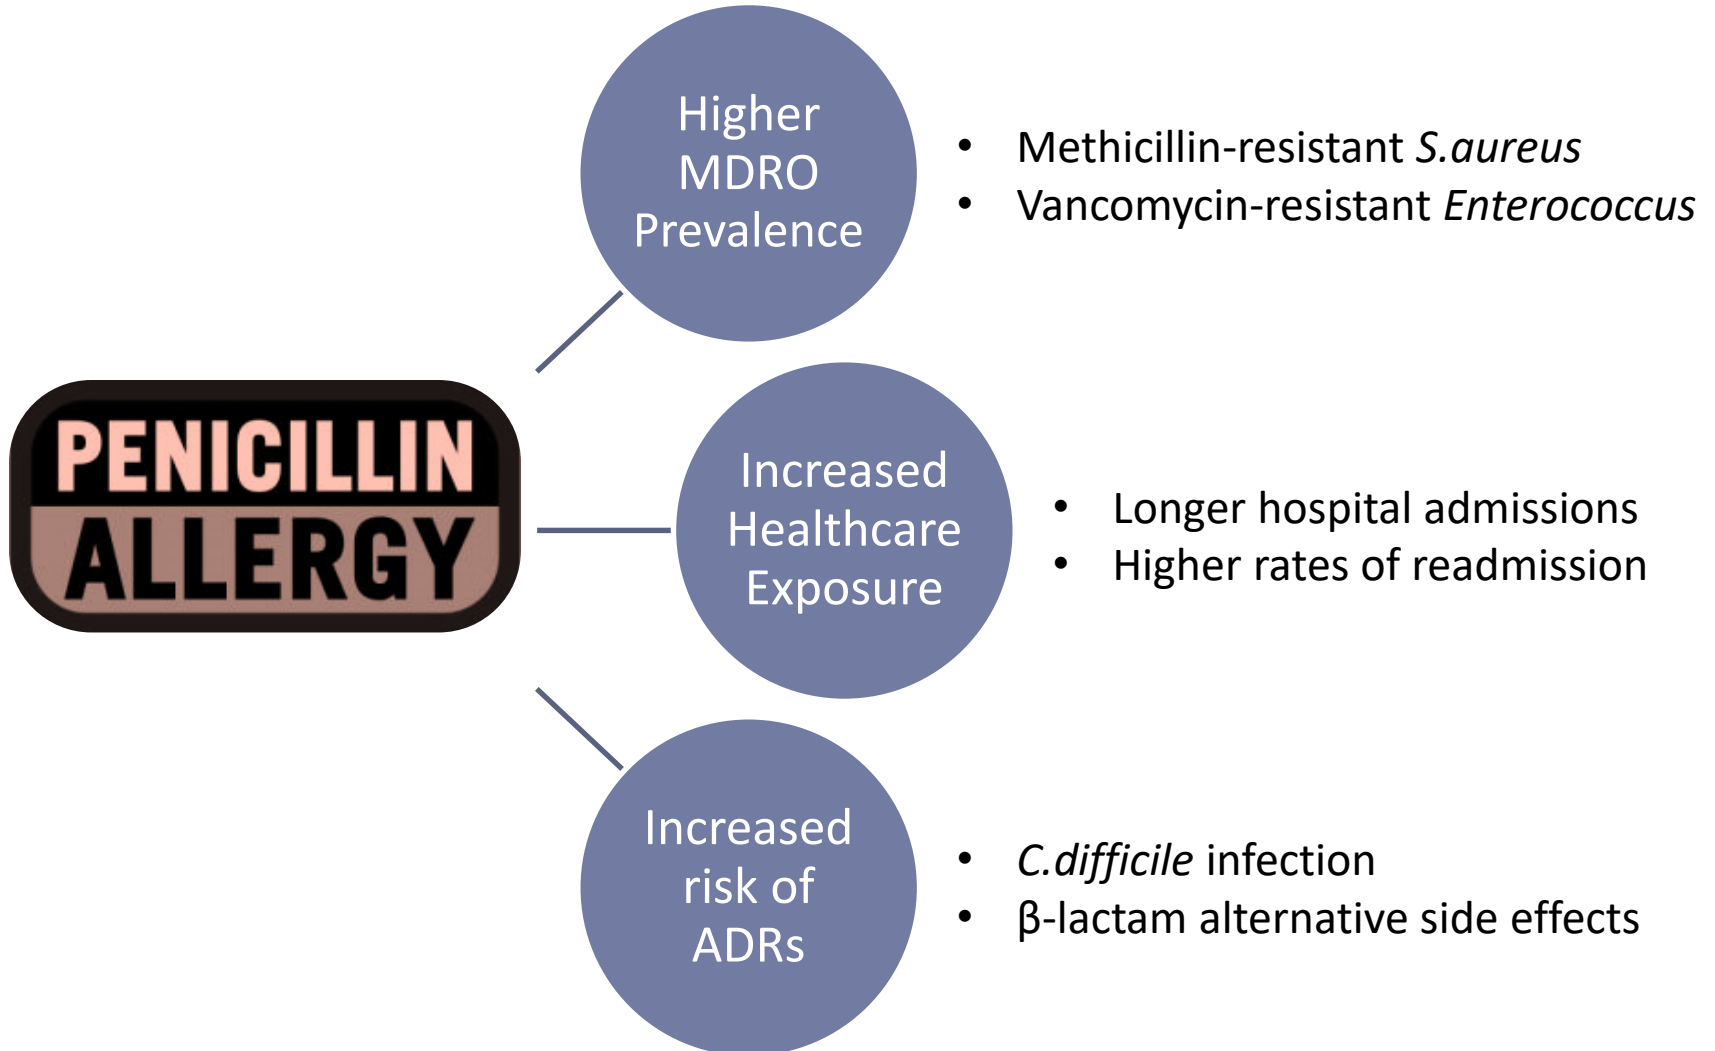 PENICILLIN
ALLERGY
Higher
MDRO
Prevalence
• Methicillin-resistant S.aureus
• Vancomycin-resistant Enterococcus
Increased
Healthcare
Exposure
• Longer hospital admissions
• Higher rates of readmission
Increased
risk of
ADRs
• C.difficile infection
• β-lactam alternative side effects